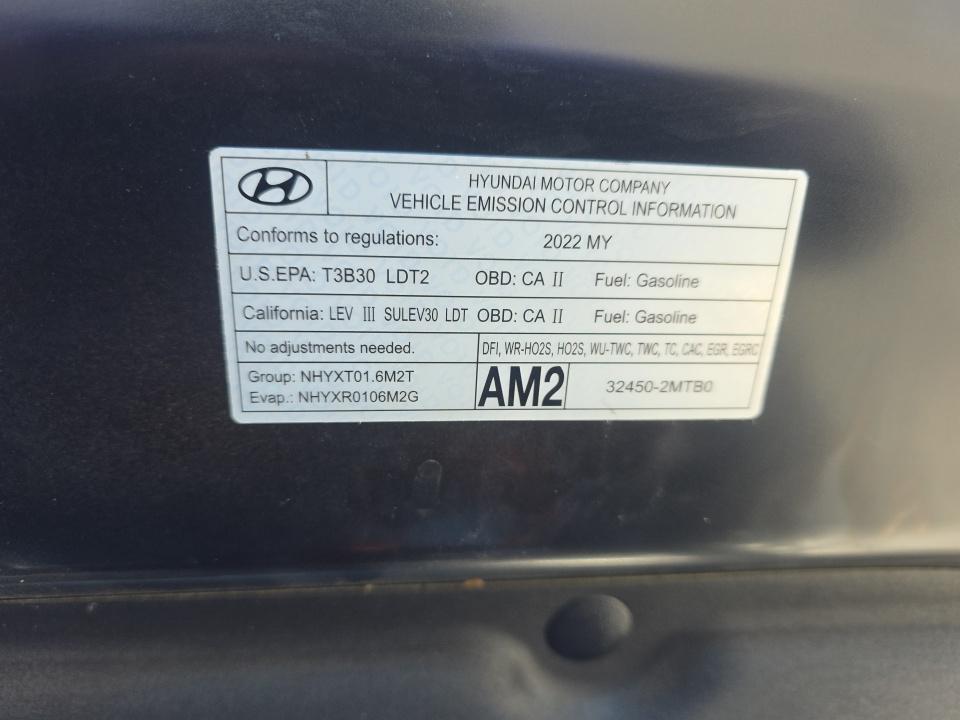 HYUNDAI MOTOR COMPANY
VEHICLE EMISSION CONTROL INFORMATION
Conforms to regulations: 2022 MY
U.S.EPA: T3B30 LDT2 OBD: CA II Fuel: Gasoline
California: LEV III SULEV30 LDT OBD: CA II Fuel: Gasoline
No adjustments needed. DFI, WR-HO2S, HO2S, WU-TWC, TWC, TC, CAC, EGR, EGRC
Group: NHYXT01.6M2T
Evap.: NHYXR0106M2G
AM2
32450-2MTB0